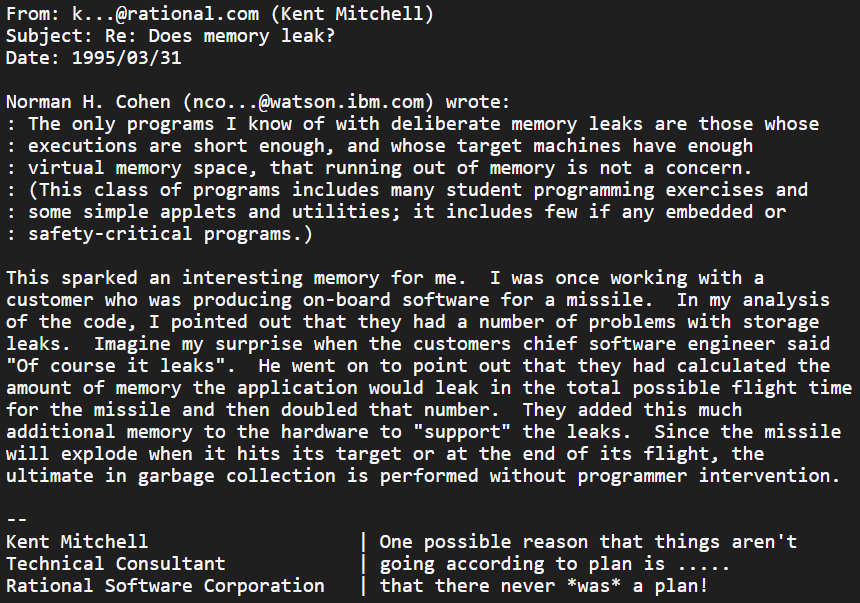 From: k...@rational.com (Kent Mitchell)
Subject: Re: Does memory leak?
Date: 1995/03/31

Norman H. Cohen (nco...@watson.ibm.com) wrote:
: The only programs I know of with deliberate memory leaks are those whose
: executions are short enough, and whose target machines have enough
: virtual memory space, that running out of memory is not a concern.
: (This class of programs includes many student programming exercises and
: some simple applets and utilities; it includes few if any embedded or
: safety-critical programs.)

This sparked an interesting memory for me.  I was once working with a
customer who was producing on-board software for a missile.  In my analysis
of the code, I pointed out that they had a number of problems with storage
leaks.  Imagine my surprise when the customers chief software engineer said
"Of course it leaks".  He went on to point out that they had calculated the
amount of memory the application would leak in the total possible flight time
for the missile and then doubled that number.  They added this much
additional memory to the hardware to "support" the leaks.  Since the missile
will explode when it hits its target or at the end of its flight, the
ultimate in garbage collection is performed without programmer intervention.

--
Kent Mitchell                   | One possible reason that things aren't
Technical Consultant            | going according to plan is .....
Rational Software Corporation   | that there never *was* a plan!